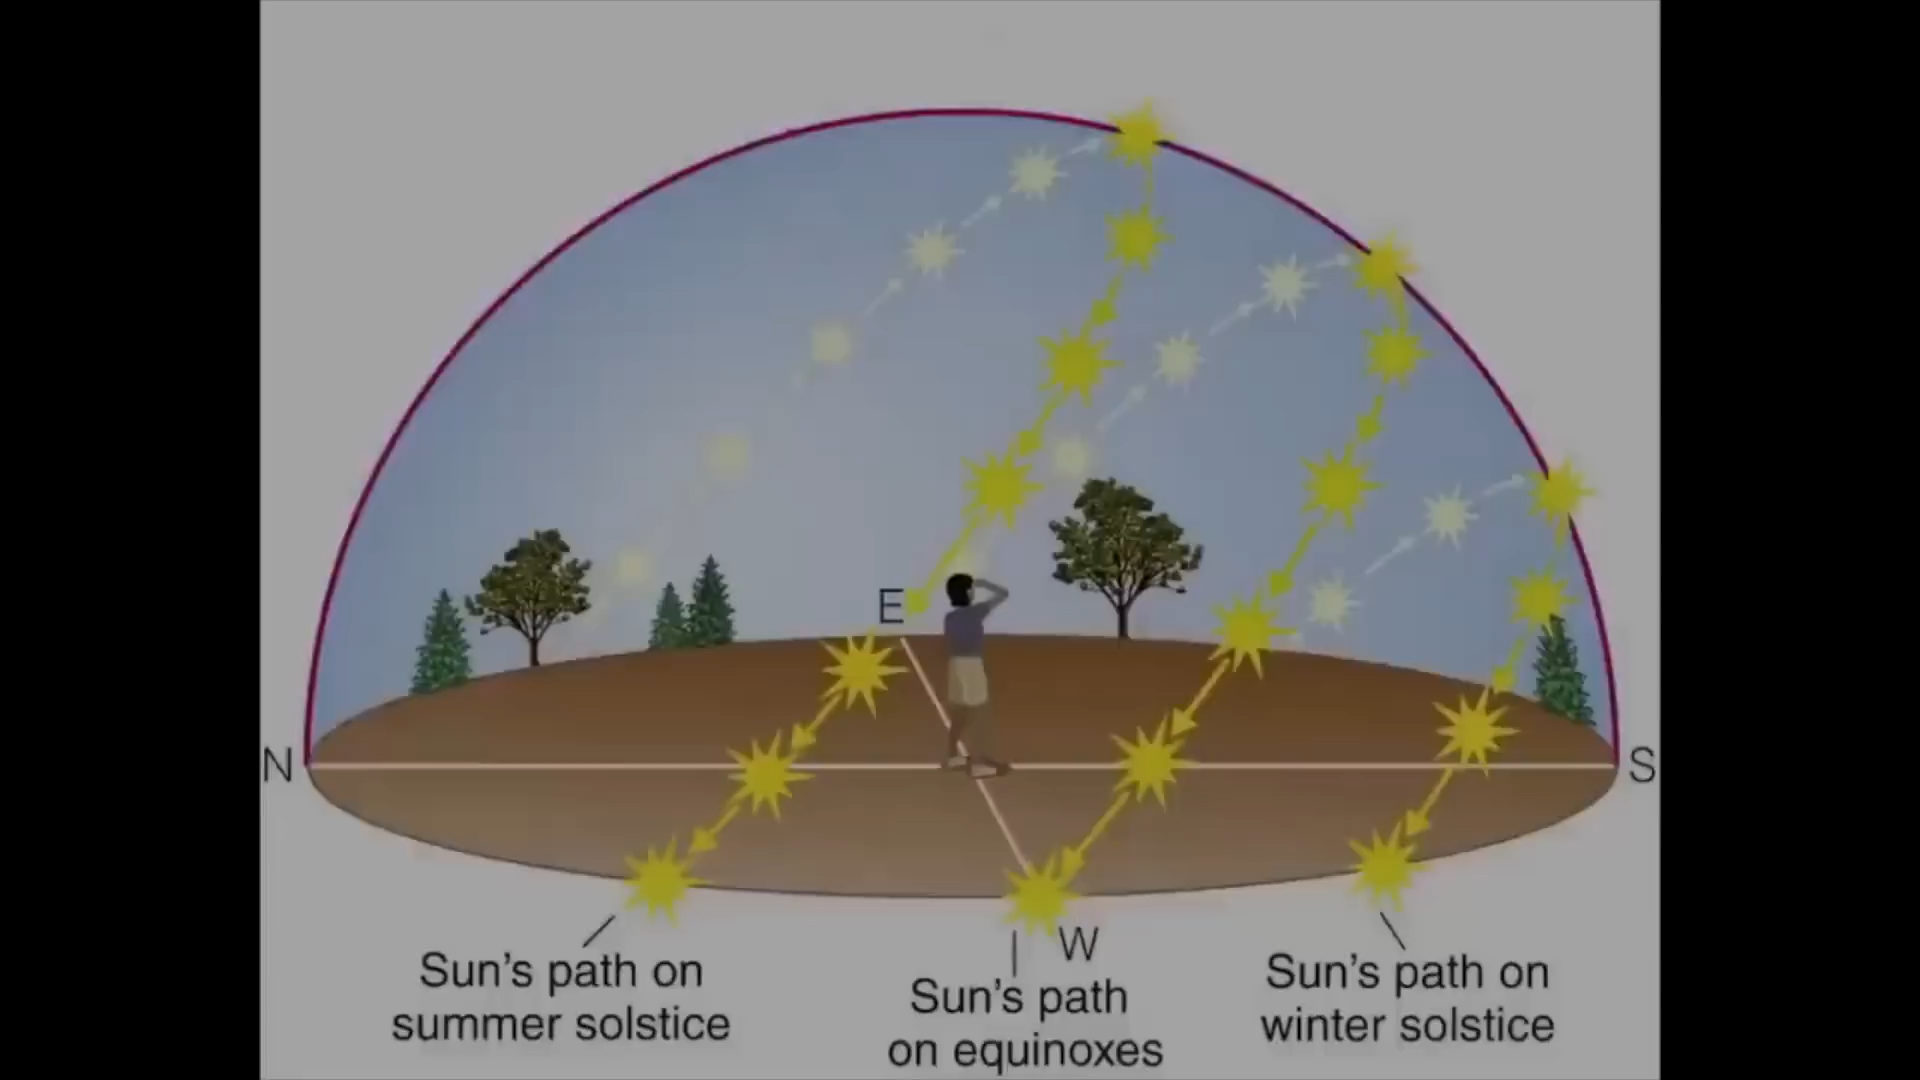 E
N
S
W
Sun's path on
summer solstice
Sun's path
on equinoxes
Sun's path on
winter solstice